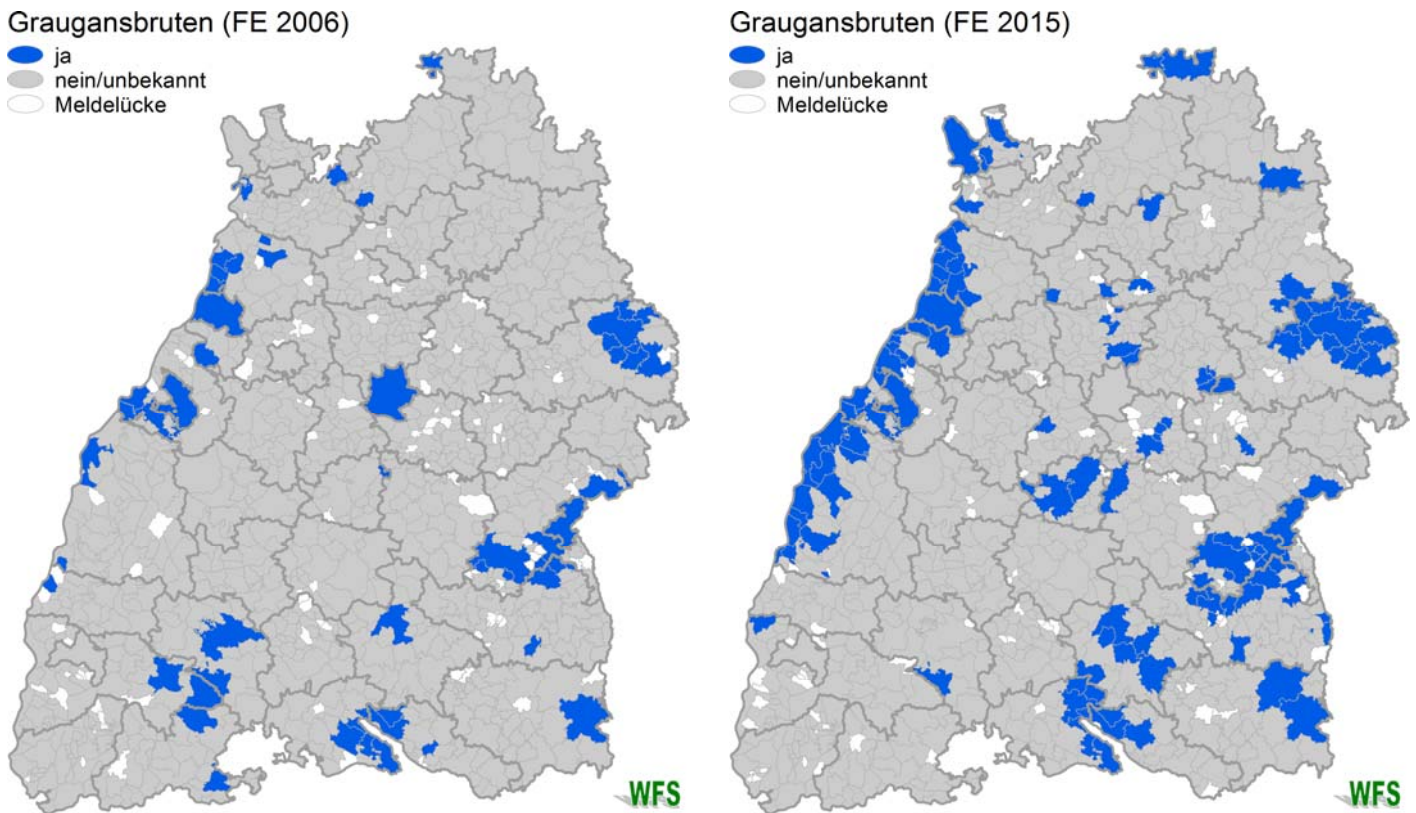 Graugansbruten (FE 2006)
ja
nein/unbekannt
Meldelücke
WFS
Graugansbruten (FE 2015)
ja
nein/unbekannt
Meldelücke
WFS